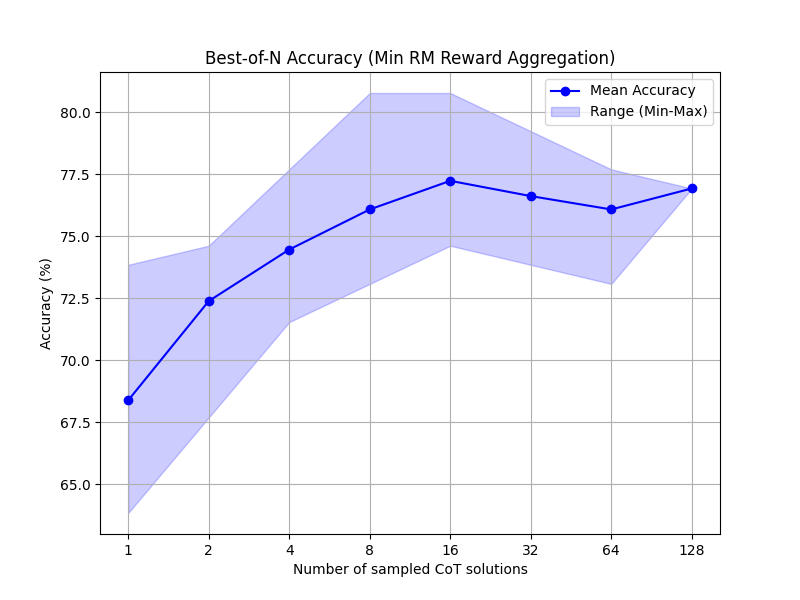 Best-of-N Accuracy (Min RM Reward Aggregation)
Mean Accuracy
Range (Min-Max)
80.0
77.5
75.0
72.5
70.0
67.5
65.0
Accuracy (%)
1 2 4 8 16 32 64 128
Number of sampled CoT solutions